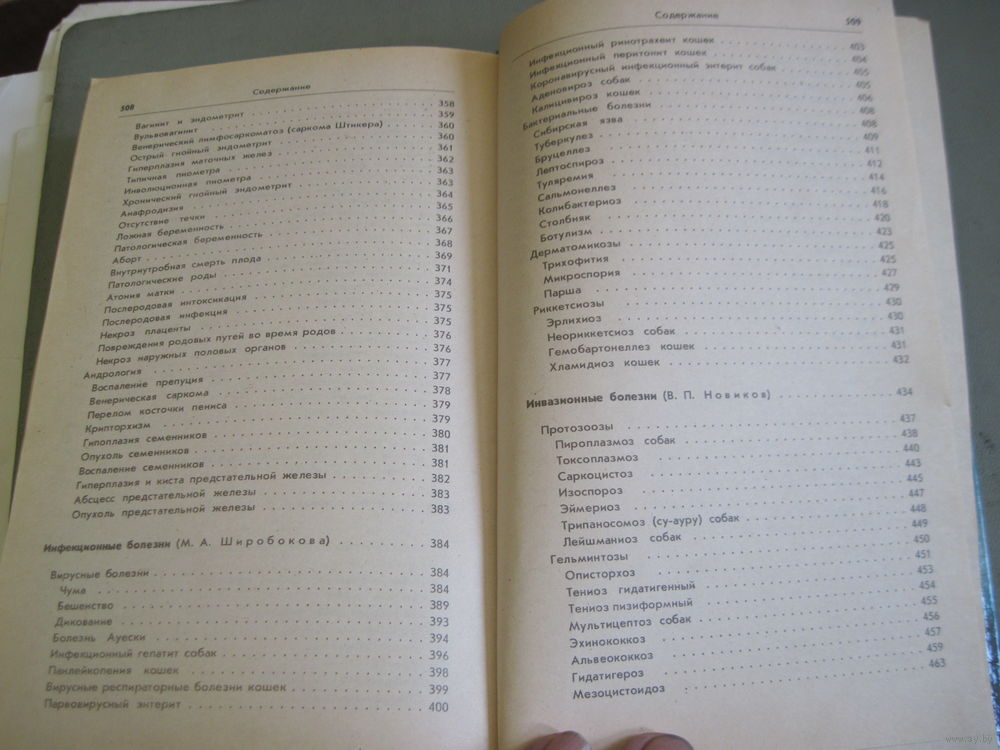 508 Содержание
Вагинит и эндометрит 358
Вульвовагинит 359
Венерический лимфосаркоматоз (саркома Штикера) 360
Острый гнойный эндометрит 360
Гиперплазия маточных желез 361
Типичная пиометра 362
Инволюционная пиометра 363
Хронический гнойный эндометрит 363
Анафродизия 364
Отсутствие течки 365
Ложная беременность 366
Патологическая беременность 367
Аборт 368
Внутриутробная смерть плода 369
Патологические роды 371
Атония матки 374
Послеродовая интоксикация 375
Послеродовая инфекция 375
Некроз плаценты 375
Повреждения родовых путей во время родов 376
Некроз наружных половых органов 376
Андрология 377
Воспаление препуция 377
Венерическая саркома 378
Перелом косточки пениса 379
Крипторхизм 379
Гипоплазия семенников 380
Опухоль семенников 381
Воспаление семенников 381
Гиперплазия и киста предстательной железы 382
Абсцесс предстательной железы 383
Опухоль предстательной железы 383
Инфекционные болезни (М. А. Широбокова) 384
Вирусные болезни 384
Чума 384
Бешенство 389
Дикование 393
Болезнь Ауески 394
Инфекционный гепатит собак 396
Панлейкопения кошек 398
Вирусные респираторные болезни кошек 399
Парвовирусный энтерит 400
Содержание 509
Инфекционный ринотрахеит кошек 403
Инфекционный перитонит кошек 404
Коронавирусный инфекционный энтерит собак 405
Аденовироз собак 405
Калицивироз кошек 406
Бактериальные болезни 408
Сибирская язва 408
Туберкулез 409
Бруцеллез 411
Лептоспироз 412
Туляремия 414
Сальмонеллез 416
Колибактериоз 418
Столбняк 420
Ботулизм 423
Дерматомикозы 425
Трихофития 425
Микроспория 427
Парша 429
Риккетсиозы 430
Эрлихиоз 430
Неориккетсиоз собак 431
Гемобартонеллез кошек 431
Хламидиоз кошек 432
Инвазионные болезни (В. П. Новиков) 434
Протозоозы 437
Пироплазмоз собак 438
Токсоплазмоз 440
Саркоцистоз 443
Изоспороз 445
Эймериоз 447
Трипаносомоз (су-ауру) собак 448
Лейшманиоз собак 449
Гельминтозы 450
Описторхоз 451
Тениоз гидатигенный 453
Тениоз пизиформный 454
Мультицептоз собак 455
Эхинококкоз 456
Альвеококкоз 457
Гидатигероз 459
Мезоцистоидоз 463
www.ay.by